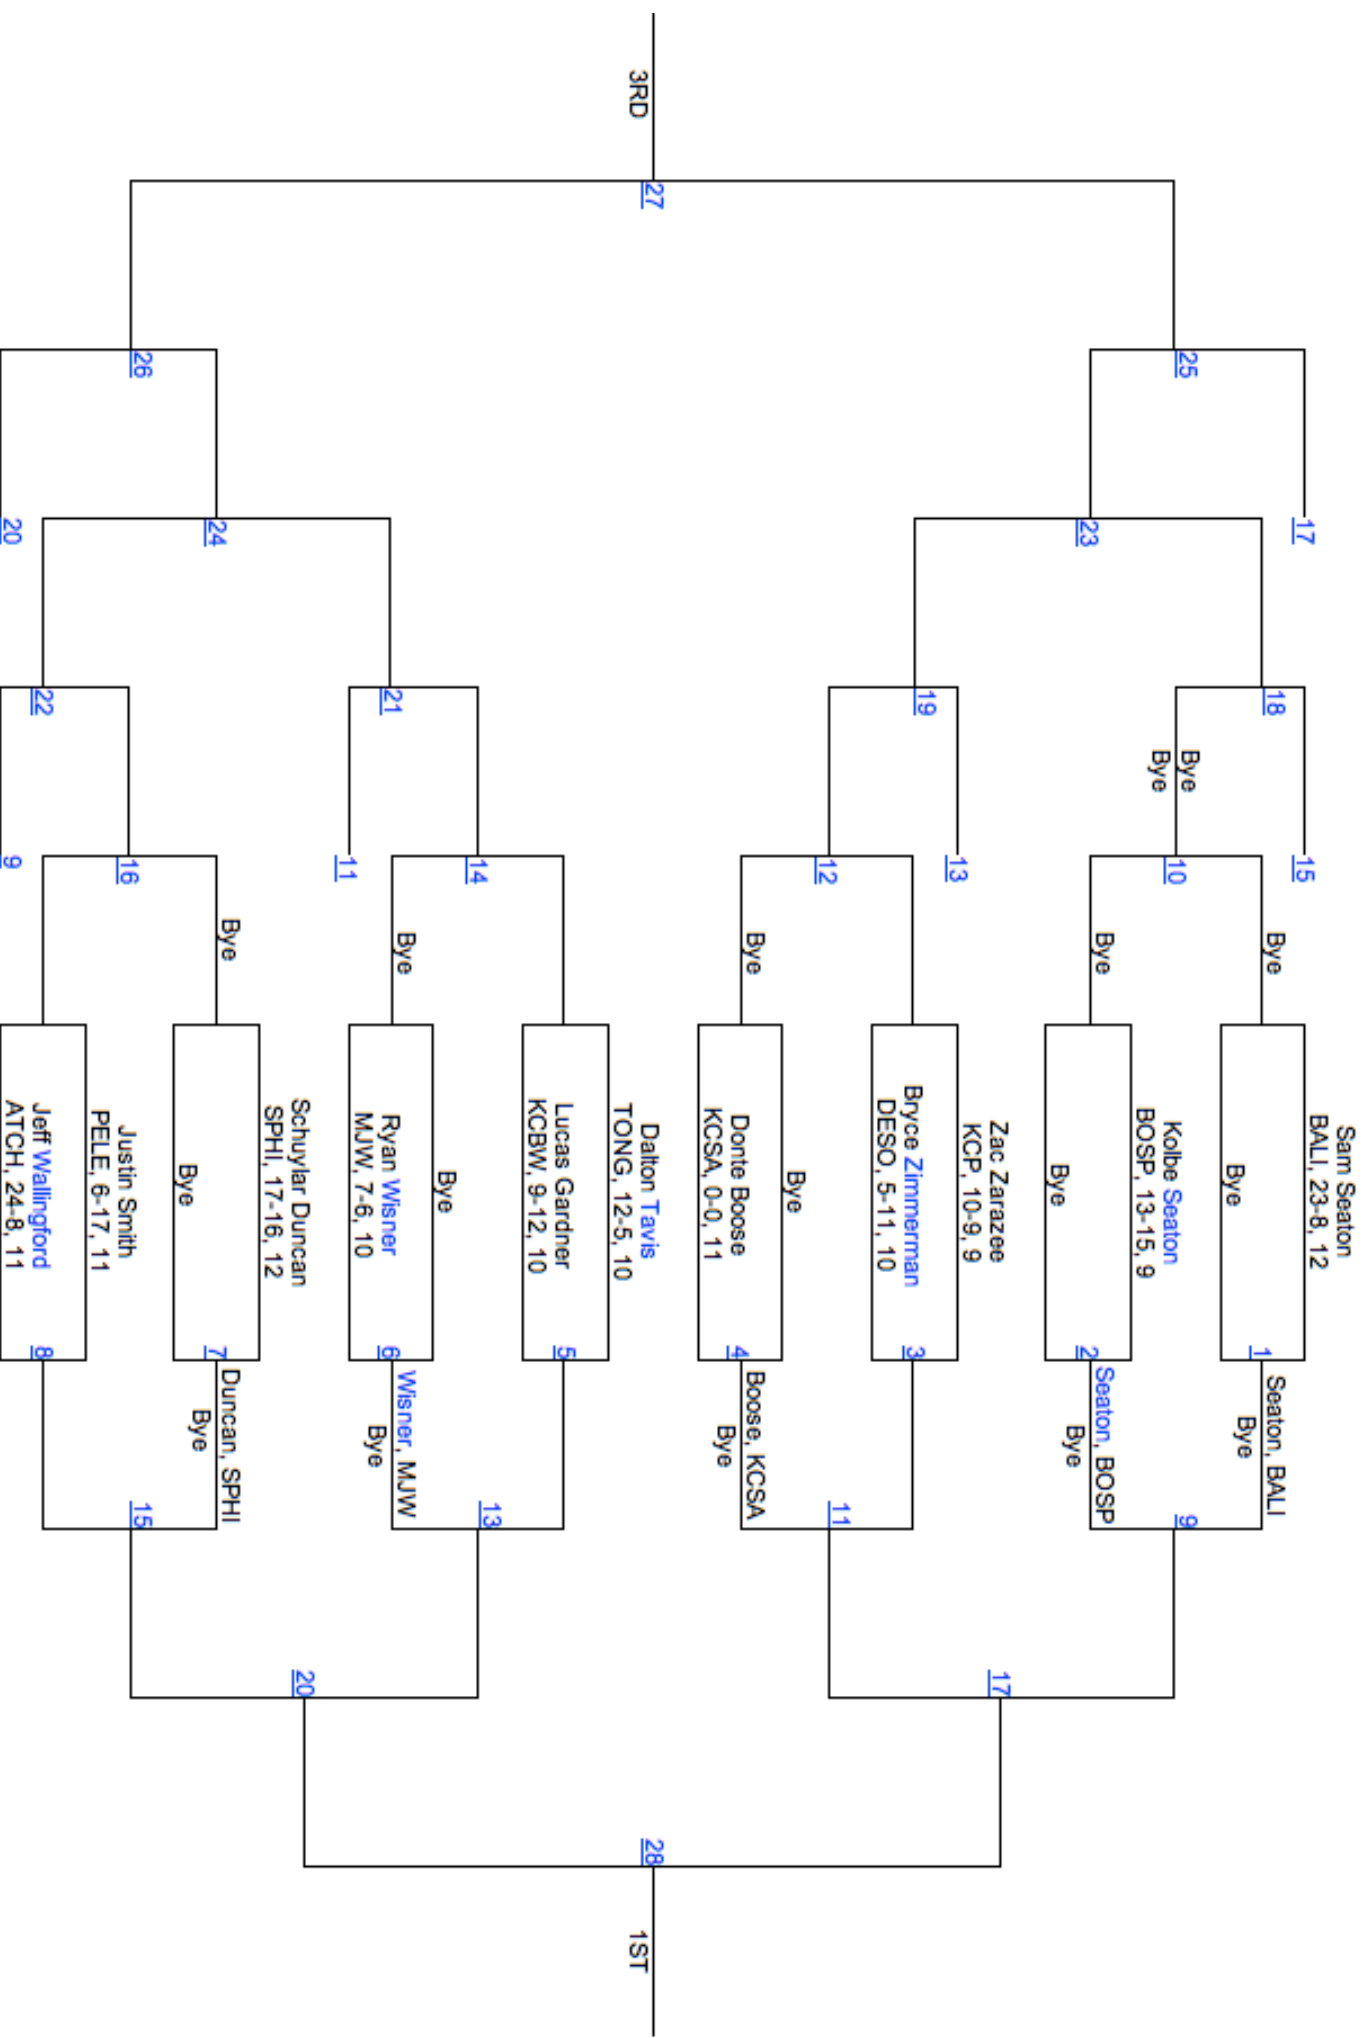 Sam Seaton
BALI, 23-8, 12
Bye
1
Seaton, BALI
Bye
Kolbe Seaton
BOSP, 13-15, 9
Bye
2
Seaton, BOSP
Bye
Zac Zarazee
KCP, 10-9, 9
Bryce Zimmerman
DESO, 5-11, 10
3
Bye
Donte Boose
KCSA, 0-0, 11
4
Boose, KCSA
Bye
Dalton Tavis
TONG, 12-5, 10
Lucas Gardner
KCBW, 9-12, 10
5
Bye
Ryan Wisner
MJW, 7-6, 10
6
Wisner, MJW
Bye
Schuylar Duncan
SPHI, 17-16, 12
Bye
7
Duncan, SPHI
Bye
Justin Smith
PELE, 6-17, 11
Jeff Wallingford
ATCH, 24-8, 11
8
9
11
13
15
17
20
28
1ST
Bye
Bye
Bye
Bye
Bye
15
10
13
12
14
11
16
9
Bye
Bye
18
19
21
22
17
23
24
20
25
26
27
3RD